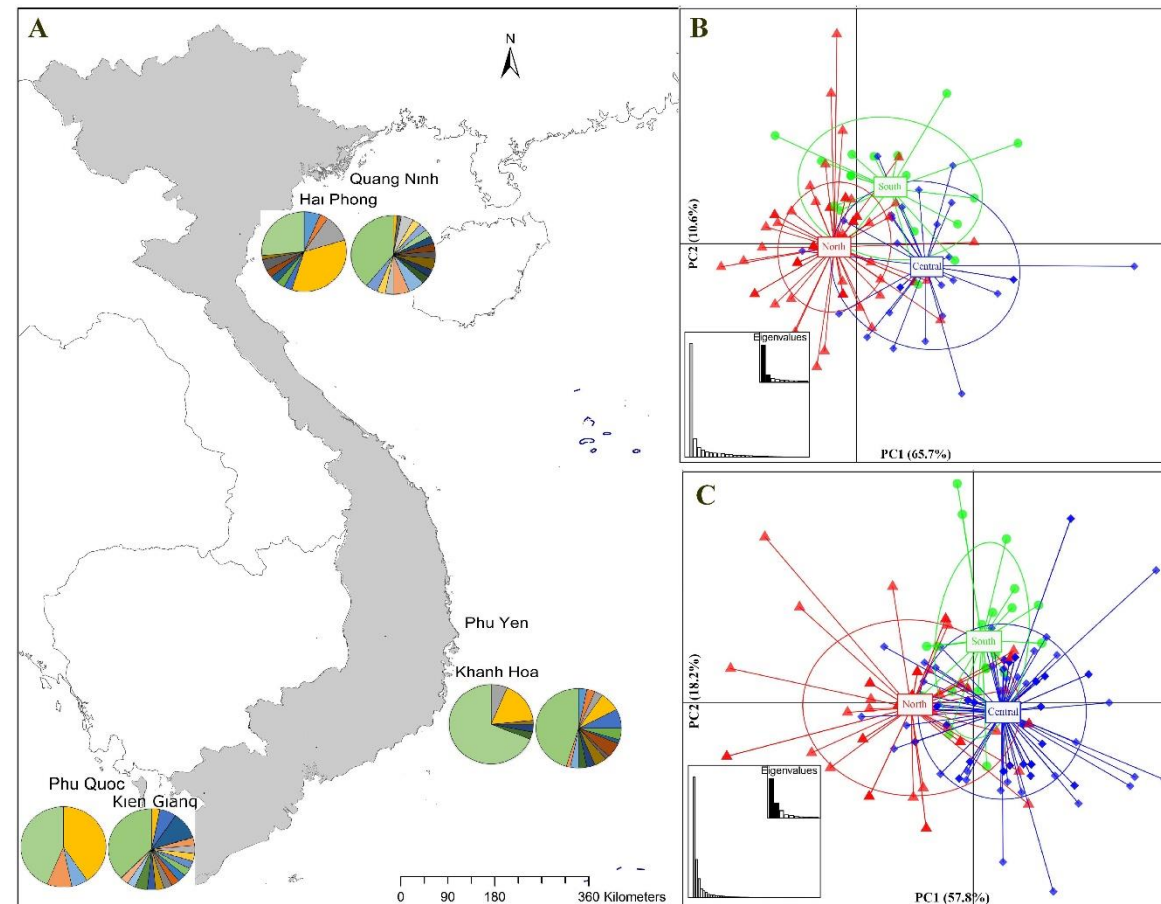 A
N
Quang Ninh
Hai Phong
Phu Yen
Khanh Hoa
Phu Quoc
Kien Giang
0 90 180 360 Kilometers
B
PC2 (10.6%)
South
North
Central
Eigenvalues
PC1 (65.7%)
C
PC2 (18.2%)
South
North
Central
Eigenvalues
PC1 (57.8%)